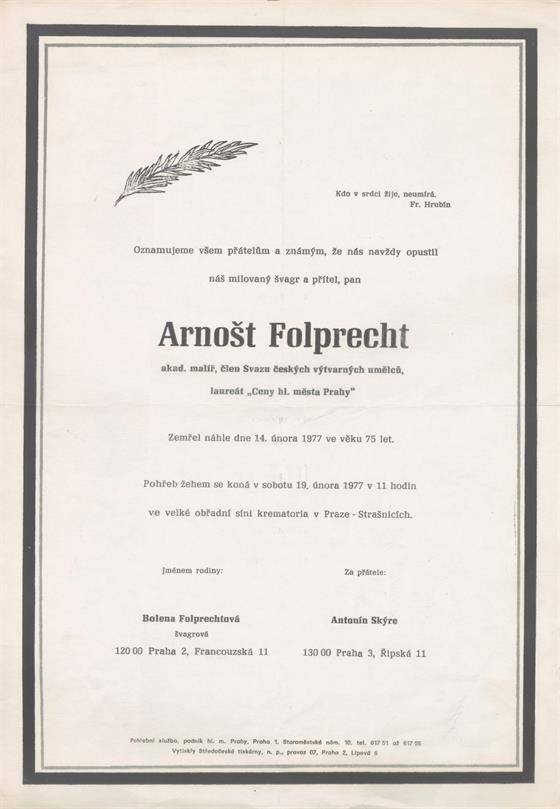 Kdo v srdci žije, neumírá.
Fr. Hrubín
Oznamujeme všem přátelům a známým, že nás navždy opustil
náš milovaný švagr a přítel, pan
Arnošt Folprecht
akad. malíř, člen Svazu českých výtvarných umělců,
laureát „Ceny hl. města Prahy"
Zemřel náhle dne 14. února 1977 ve věku 75 let.
Pohřeb žehem se koná v sobotu 19. února 1977 v 11 hodin
ve velké obřadní síni krematoria v Praze - Strašnicích.
Jménem rodiny:
Za přátele:
Bolena Folprechtová
švagrová
120 00 Praha 2, Francouzská 11
Antonín Skýre
130 00 Praha 3, Řipská 11
Pohřební služba, podnik hl. m. Prahy, Praha 1, Staroměstské nám. 10, tel. 617 51 až 617 55
Vytiskly Středočeské tiskárny, n. p., provoz 07, Praha 2, Lípová 6